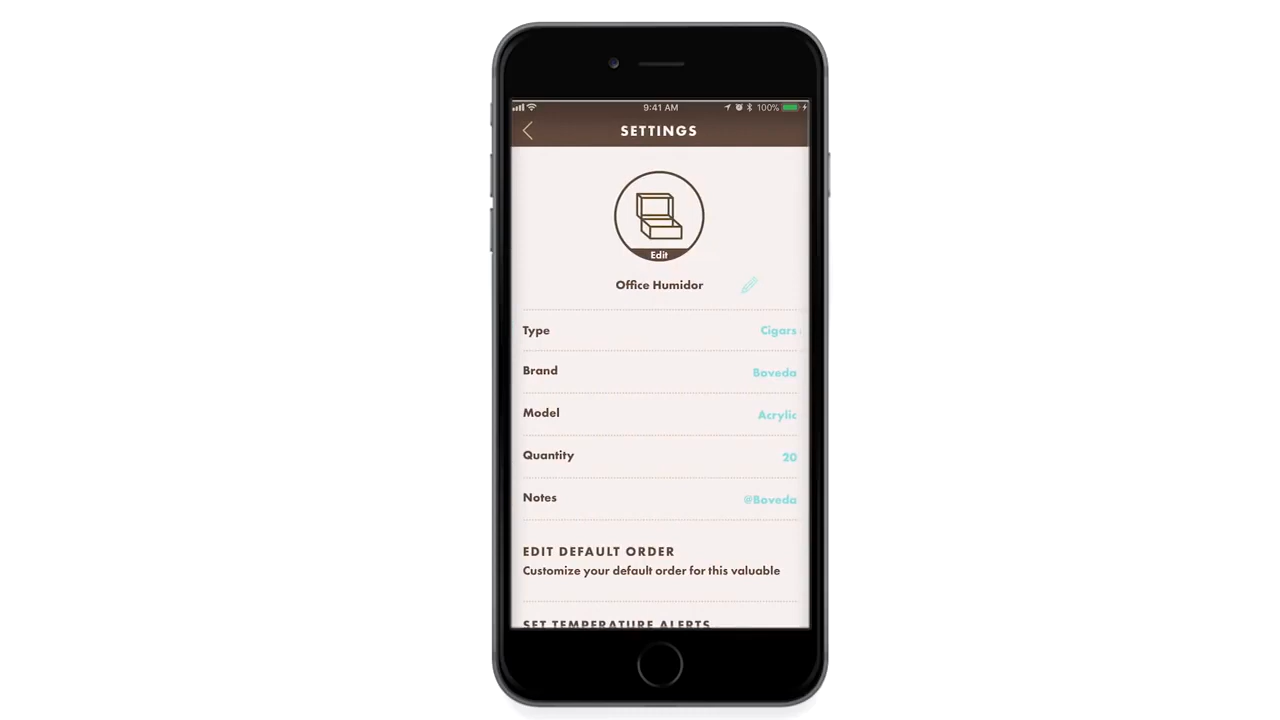 9:41 AM 100%
SETTINGS
Edit
Office Humidor
Type Cigars
Brand Boveda
Model Acrylic
Quantity 20
Notes @Boveda
EDIT DEFAULT ORDER
Customize your default order for this valuable
SET TEMPERATURE ALERTS